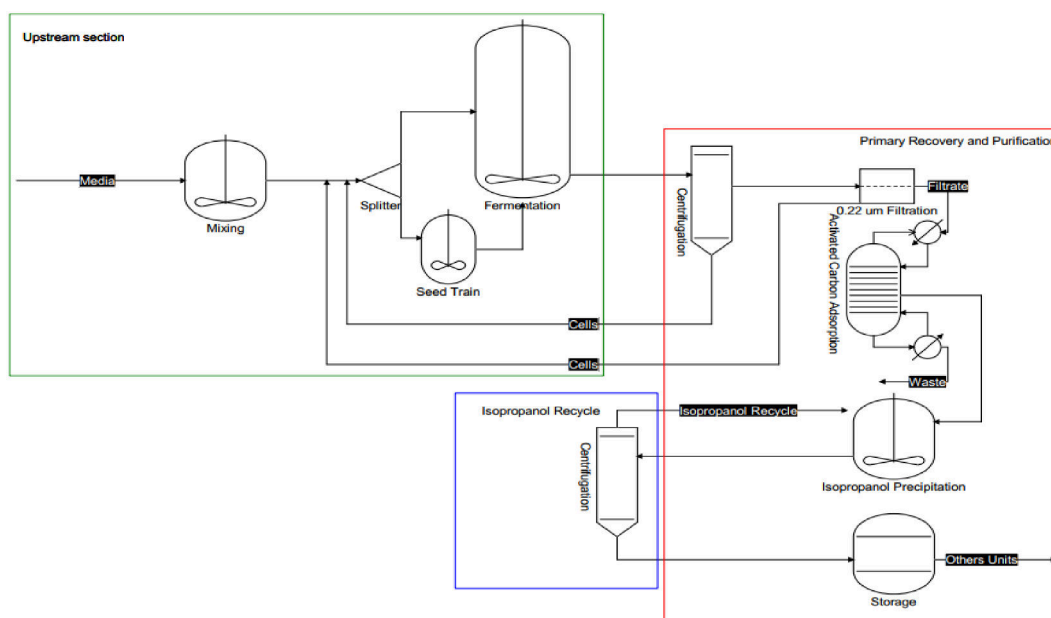 Upstream section
Primary Recovery and Purification
Media
Mixing
Splitter
Fermentation
Seed Train
Centrifugation
Filtrate
0.22 um Filtration
Activated Carbon Adsorption
Cells
Cells
Waste
Isopropanol Recycle
Isopropanol Recycle
Centrifugation
Isopropanol Precipitation
Others Units
Storage